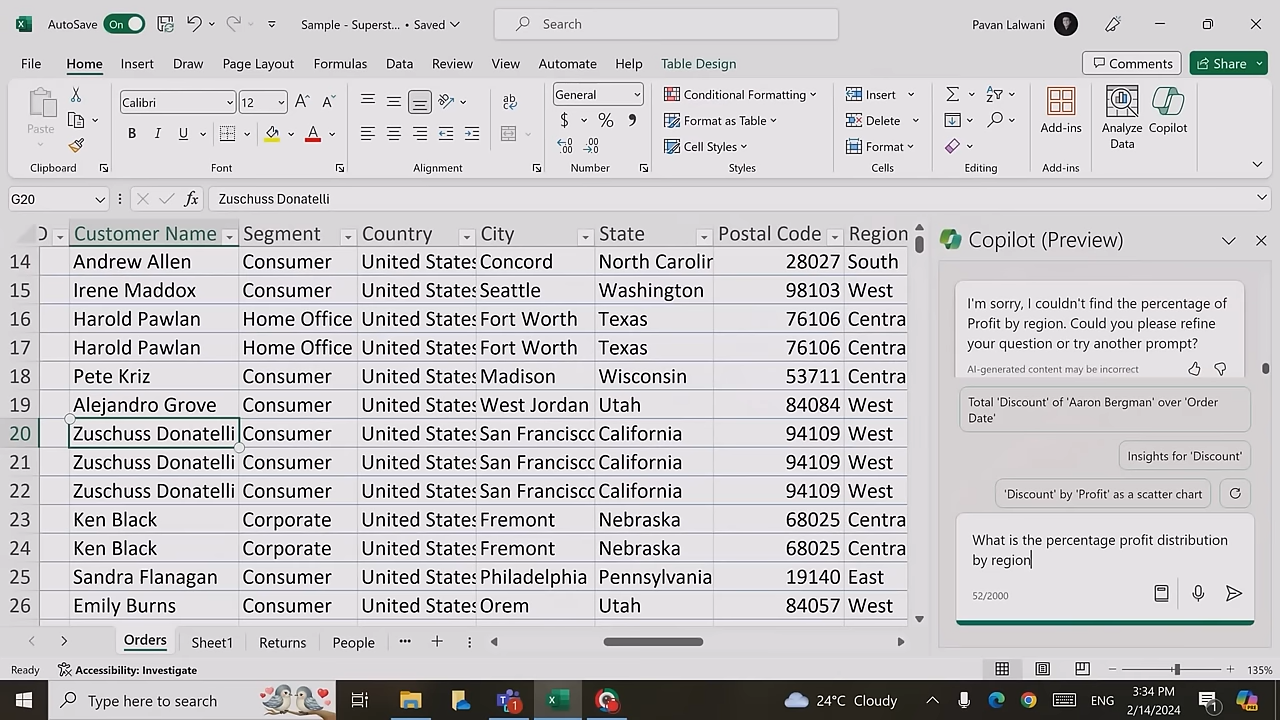 AutoSave On Sample - Superst... • Saved Search Pavan Lalwani
File Home Insert Draw Page Layout Formulas Data Review View Automate Help Table Design Comments Share
Paste Calibri 12 General Conditional Formatting Insert
Format as Table Delete Add-ins Analyze Data Copilot
B I U A $ % Cell Styles Format
Clipboard Font Alignment Number Styles Cells Editing Add-ins
G20 fx Zuschuss Donatelli
Customer Name Segment Country City State Postal Code Region
14 Andrew Allen Consumer United States Concord North Carolin 28027 South
15 Irene Maddox Consumer United States Seattle Washington 98103 West
16 Harold Pawlan Home Office United States Fort Worth Texas 76106 Centra
17 Harold Pawlan Home Office United States Fort Worth Texas 76106 Centra
18 Pete Kriz Consumer United States Madison Wisconsin 53711 Centra
19 Alejandro Grove Consumer United States West Jordan Utah 84084 West
20 Zuschuss Donatelli Consumer United States San Francisco California 94109 West
21 Zuschuss Donatelli Consumer United States San Francisco California 94109 West
22 Zuschuss Donatelli Consumer United States San Francisco California 94109 West
23 Ken Black Corporate United States Fremont Nebraska 68025 Centra
24 Ken Black Corporate United States Fremont Nebraska 68025 Centra
25 Sandra Flanagan Consumer United States Philadelphia Pennsylvania 19140 East
26 Emily Burns Consumer United States Orem Utah 84057 West
Copilot (Preview)
I'm sorry, I couldn't find the percentage of
Profit by region. Could you please refine
your question or try another prompt?
AI-generated content may be incorrect
Total 'Discount' of 'Aaron Bergman' over 'Order
Date'
Insights for 'Discount'
'Discount' by 'Profit' as a scatter chart
What is the percentage profit distribution
by region
52/2000
Orders Sheet1 Returns People ...
Ready Accessibility: Investigate 135%
Type here to search 24°C Cloudy ENG 3:34 PM
2/14/2024